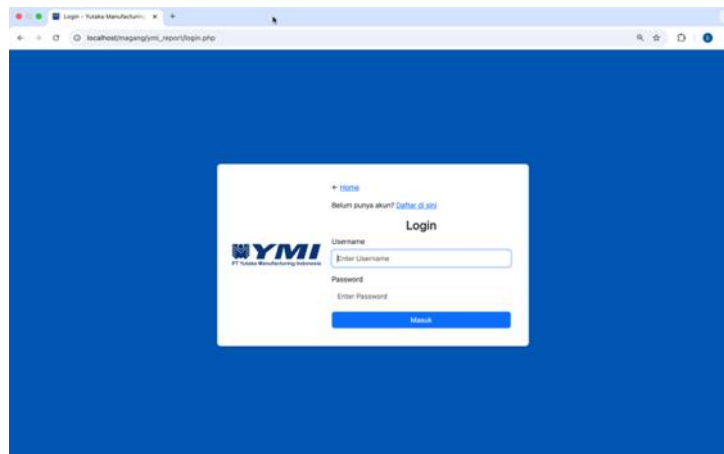 Login - Yutaka Manufacturing
localhost/magang/ymi_report/login.php
← Home
Belum punya akun? Daftar di sini
Login
YMI
PT Yutaka Manufacturing Indonesia
Username
Enter Username
Password
Enter Password
Masuk